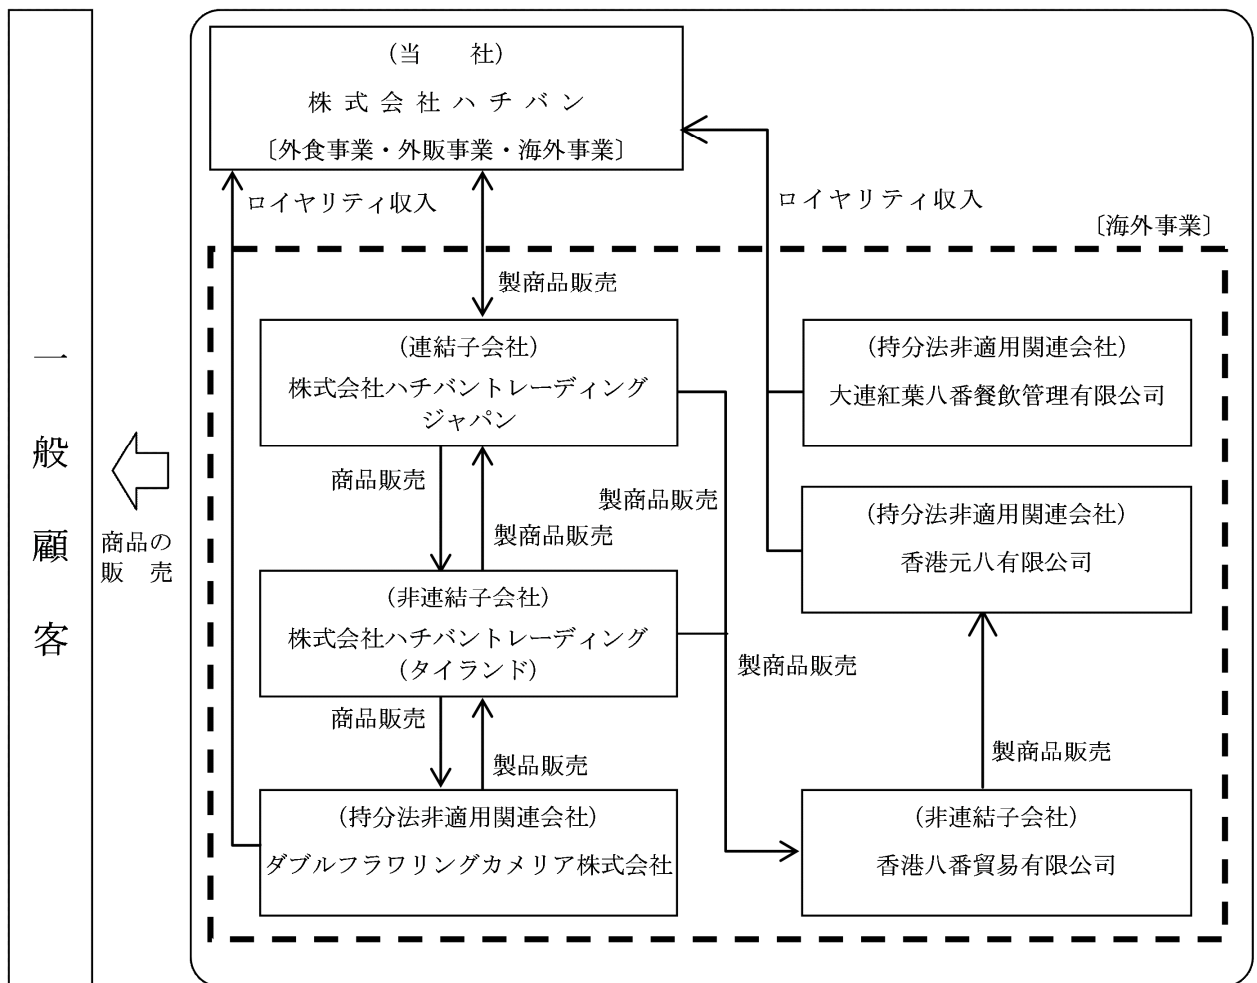 (当　　社)
株 式 会 社 ハ チ バ ン
〔外食事業・外販事業・海外事業〕
ロイヤリティ収入
ロイヤリティ収入
〔海外事業〕
製商品販売
(連結子会社)
株式会社ハチバントレーディング
ジャパン
(持分法非適用関連会社)
大連紅葉八番餐飲管理有限公司
商品販売
製商品販売
製商品販売
(持分法非適用関連会社)
香港元八有限公司
(非連結子会社)
株式会社ハチバントレーディング
(タイランド)
製商品販売
商品販売
製品販売
製商品販売
(持分法非適用関連会社)
ダブルフラワリングカメリア株式会社
(非連結子会社)
香港八番貿易有限公司
商品の
販　売
一般顧客